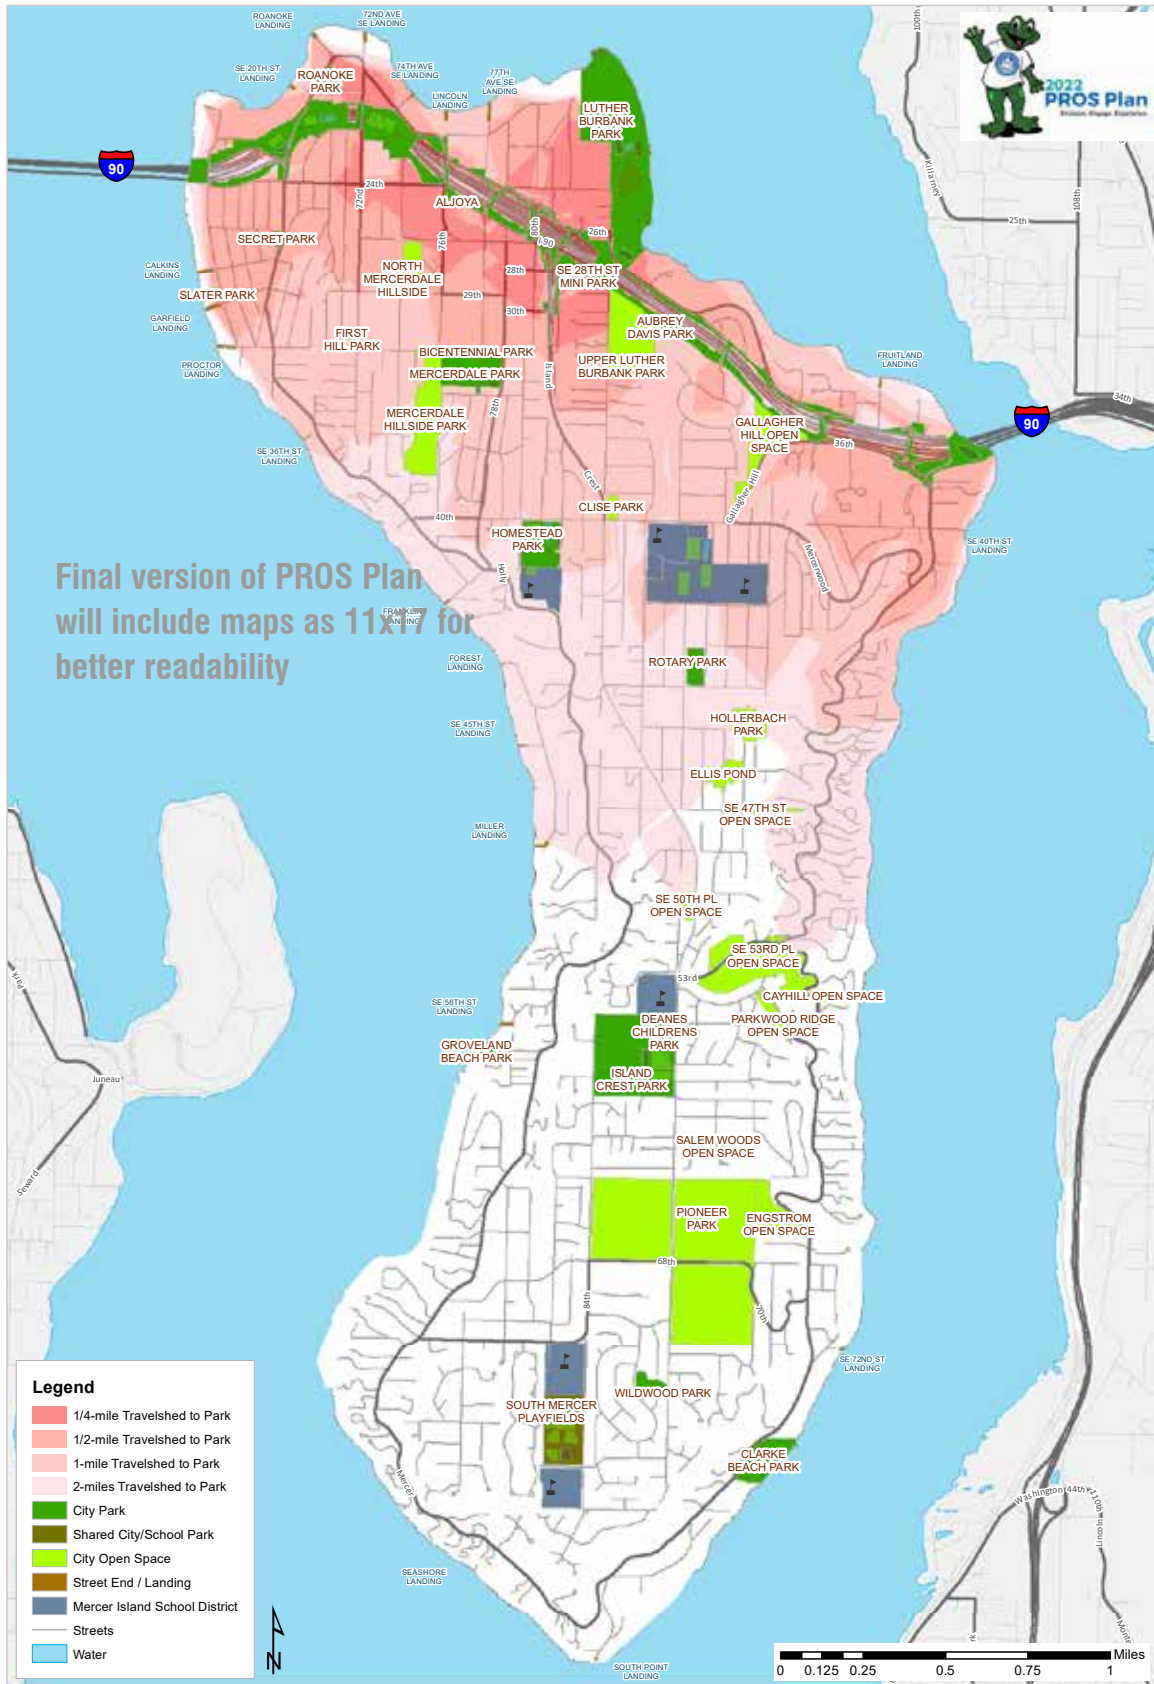 ROANOKE
LANDING
72ND AVE
SE LANDING
SE 20TH ST
LANDING
74TH AVE
SE LANDING
77TH
AVE SE
LANDING
LINCOLN
LANDING
ROANOKE
PARK
LUTHER
BURBANK
PARK
2022
PROS Plan
100th
Killarney
108th
25th
90
24th
72nd
ALJOYA
80th
I-90
26th
76th
SECRET PARK
NORTH
MERCERDALE
HILLSIDE
28th
SE 28TH ST
MINI PARK
CALKINS
LANDING
SLATER PARK
29th
30th
GARFIELD
LANDING
FIRST
HILL PARK
AUBREY
DAVIS PARK
PROCTOR
LANDING
BICENTENNIAL PARK
MERCERDALE PARK
UPPER LUTHER
BURBANK PARK
Island
78th
FRUITLAND
LANDING
34th
90
MERCERDALE
HILLSIDE PARK
GALLAGHER
HILL OPEN
SPACE
36th
SE 36TH ST
LANDING
Crest
Gallagher Hill
CLISE PARK
40th
HOMESTEAD
PARK
SE 40TH ST
LANDING
Holly
Mercerwood
Final version of PROS Plan
will include maps as 11x17 for
better readability
FRANKLIN
LANDING
FOREST
LANDING
ROTARY PARK
SE 45TH ST
LANDING
HOLLERBACH
PARK
ELLIS POND
SE 47TH ST
OPEN SPACE
MILLER
LANDING
SE 50TH PL
OPEN SPACE
SE 53RD PL
OPEN SPACE
53rd
CAYHILL OPEN SPACE
Park
SE 56TH ST
LANDING
DEANES
CHILDRENS
PARK
PARKWOOD RIDGE
OPEN SPACE
GROVELAND
BEACH PARK
ISLAND
CREST PARK
Juneau
Seward
SALEM WOODS
OPEN SPACE
PIONEER
PARK
ENGSTROM
OPEN SPACE
68th
84th
70th
SE 72ND ST
LANDING
WILDWOOD PARK
SOUTH MERCER
PLAYFIELDS
CLARKE
BEACH PARK
Mercer
Washington
44th
110th
Lincoln
SEASHORE
LANDING
SOUTH POINT
LANDING
Legend
1/4-mile Travelshed to Park
1/2-mile Travelshed to Park
1-mile Travelshed to Park
2-miles Travelshed to Park
City Park
Shared City/School Park
City Open Space
Street End / Landing
Mercer Island School District
Streets
Water
N
Miles
0 0.125 0.25 0.5 0.75 1